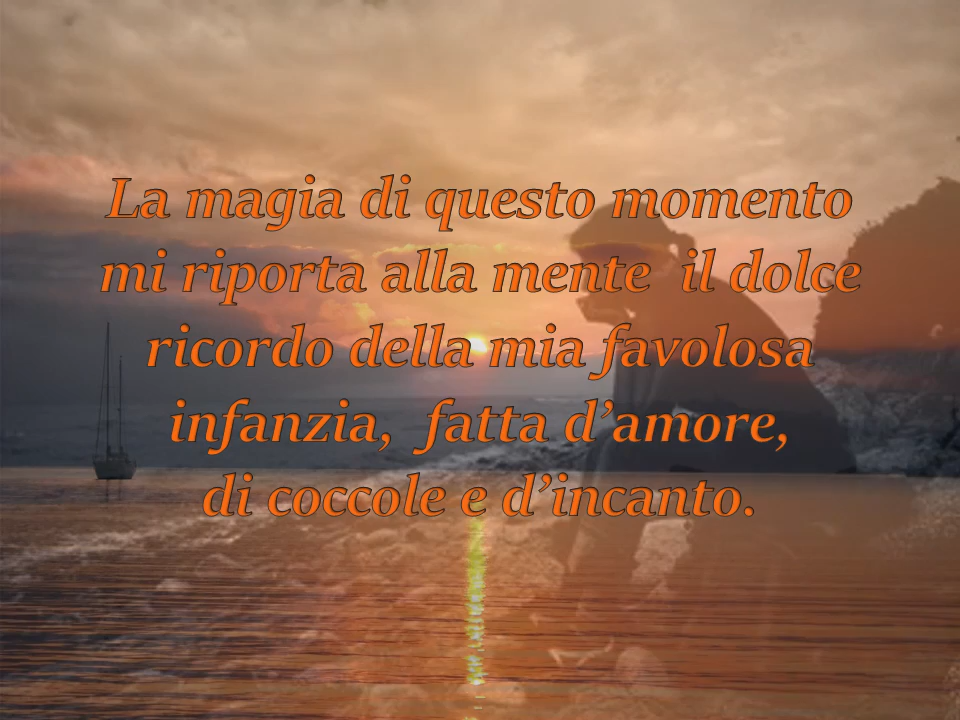 La magia di questo momento
mi riporta alla mente il dolce
ricordo della mia favolosa
infanzia, fatta d’amore,
di coccole e d’incanto.